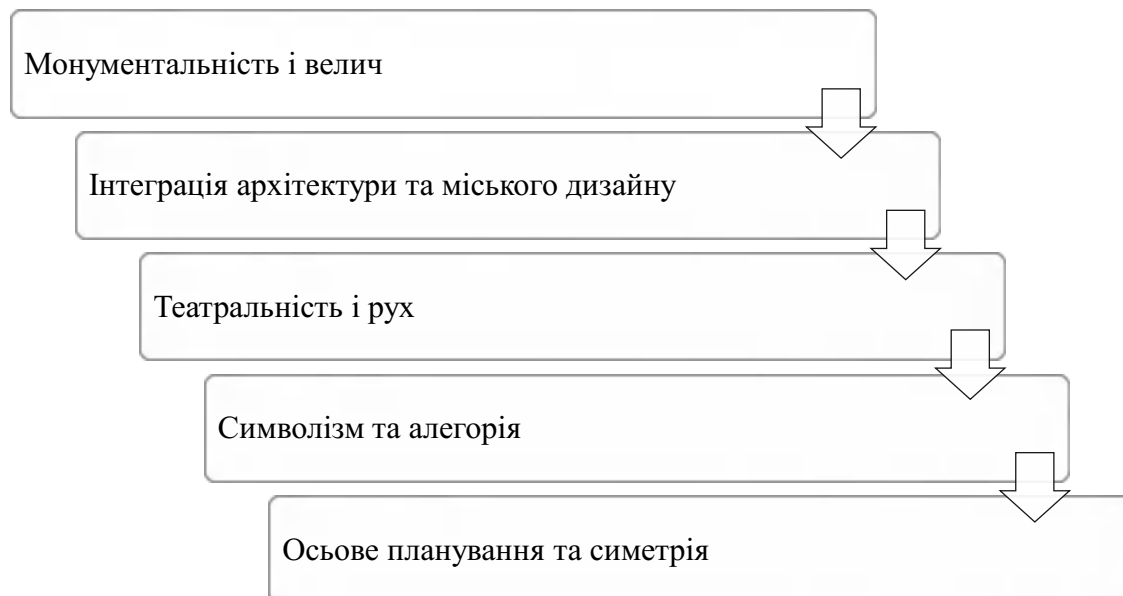 Монументальність і велич
Інтеграція архітектури та міського дизайну
Театральність і рух
Символізм та алегорія
Осьове планування та симетрія